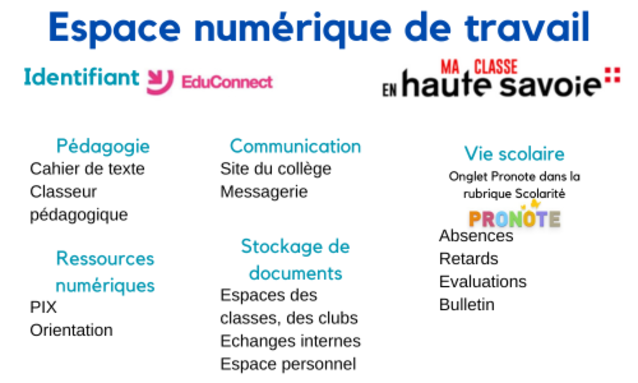 Espace numérique de travail
Identifiant EduConnect
MA CLASSE
EN haute savoie
Pédagogie
Cahier de texte
Classeur
pédagogique
Ressources
numériques
PIX
Orientation
Communication
Site du collège
Messagerie
Stockage de
documents
Espaces des
classes, des clubs
Echanges internes
Espace personnel
Vie scolaire
Onglet Pronote dans la
rubrique Scolarité
PRONOTE
Absences
Retards
Evaluations
Bulletin